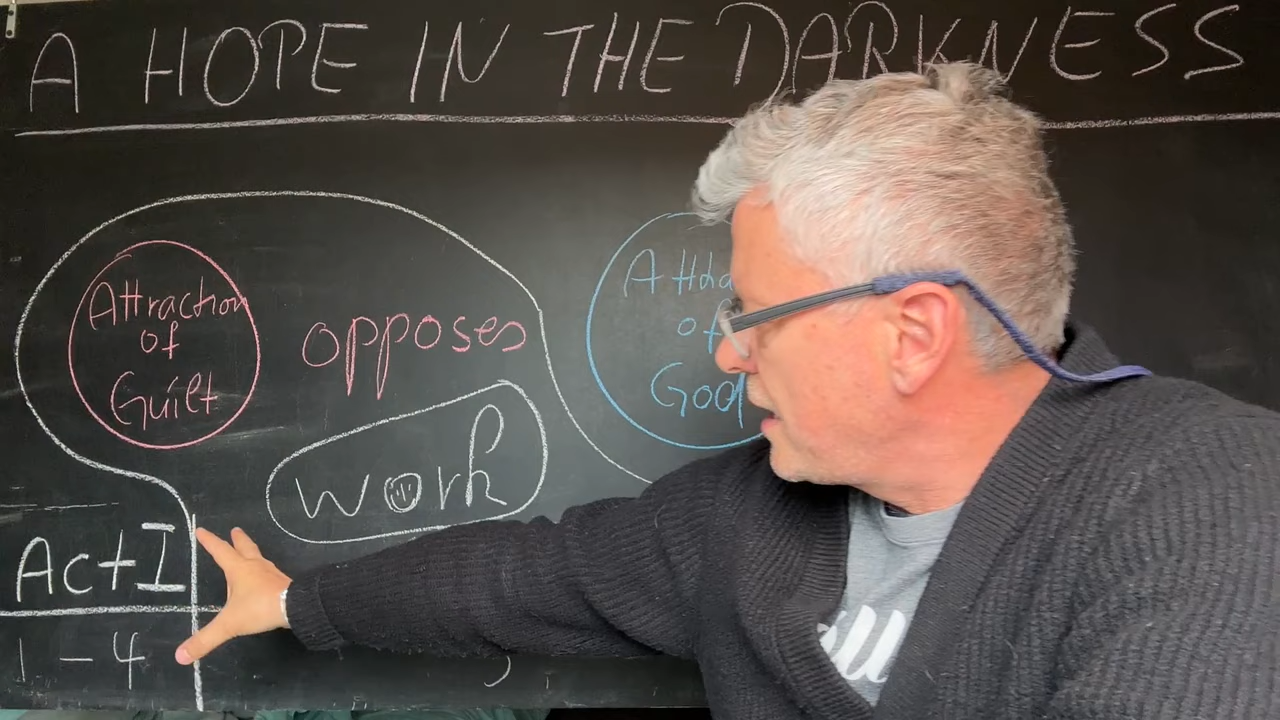 A HOPE IN THE DARKNESS
Attraction
of
Guilt
opposes
work
of
God
Act I
1 - 4